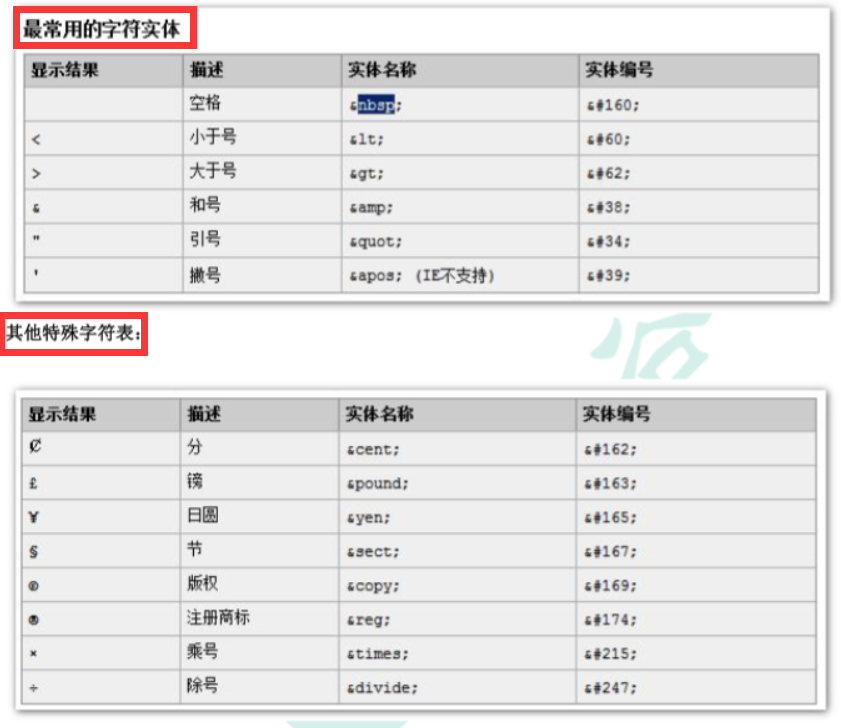 最常用的字符实体
显示结果 描述 实体名称 实体编号
空格 &nbsp; &#160;
< 小于号 &lt; &#60;
> 大于号 &gt; &#62;
& 和号 &amp; &#38;
" 引号 &quot; &#34;
' 撇号 &apos; (IE不支持) &#39;
其他特殊字符表:
显示结果 描述 实体名称 实体编号
₡ 分 &cent; &#162;
£ 镑 &pound; &#163;
¥ 日圆 &yen; &#165;
§ 节 &sect; &#167;
© 版权 &copy; &#169;
® 注册商标 &reg; &#174;
× 乘号 &times; &#215;
÷ 除号 &divide; &#247;